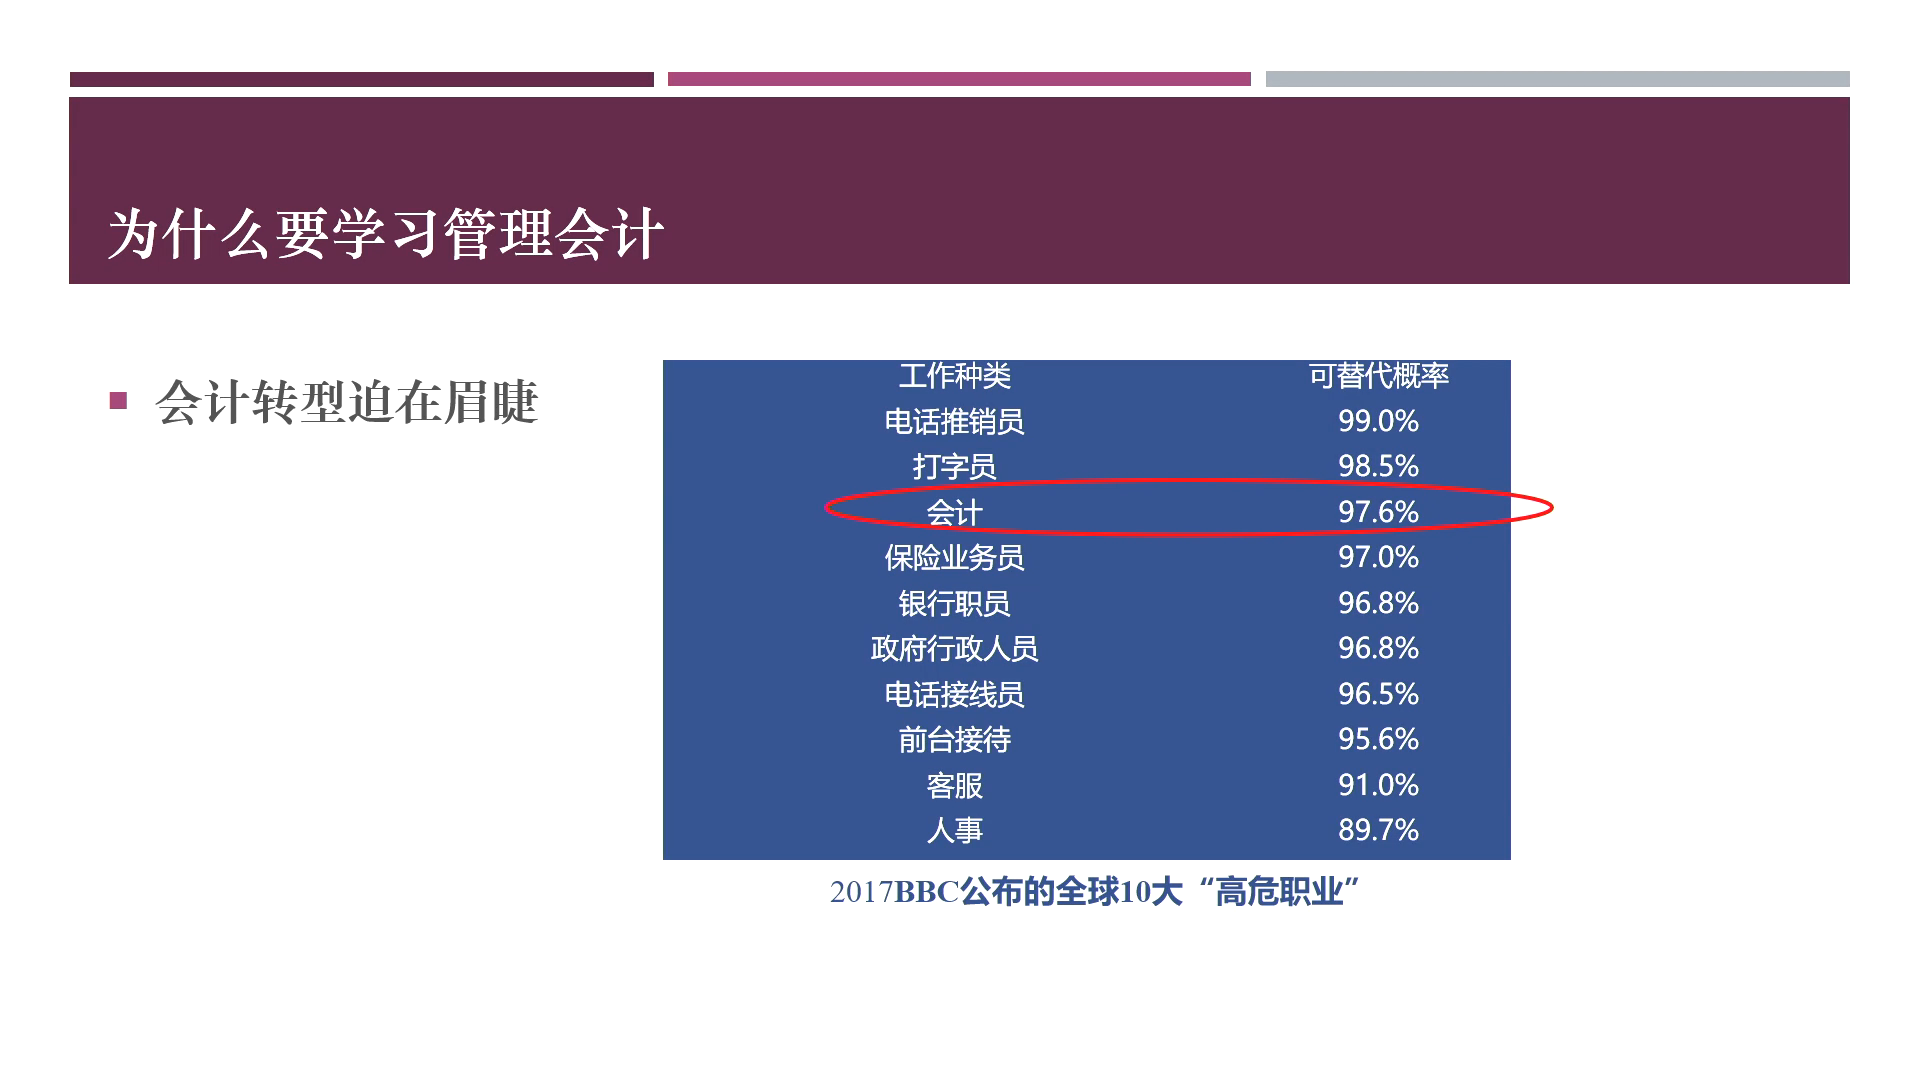 为什么要学习管理会计
会计转型迫在眉睫
工作种类 可替代概率
电话推销员 99.0%
打字员 98.5%
会计 97.6%
保险业务员 97.0%
银行职员 96.8%
政府行政人员 96.8%
电话接线员 96.5%
前台接待 95.6%
客服 91.0%
人事 89.7%
2017BBC公布的全球10大“高危职业”